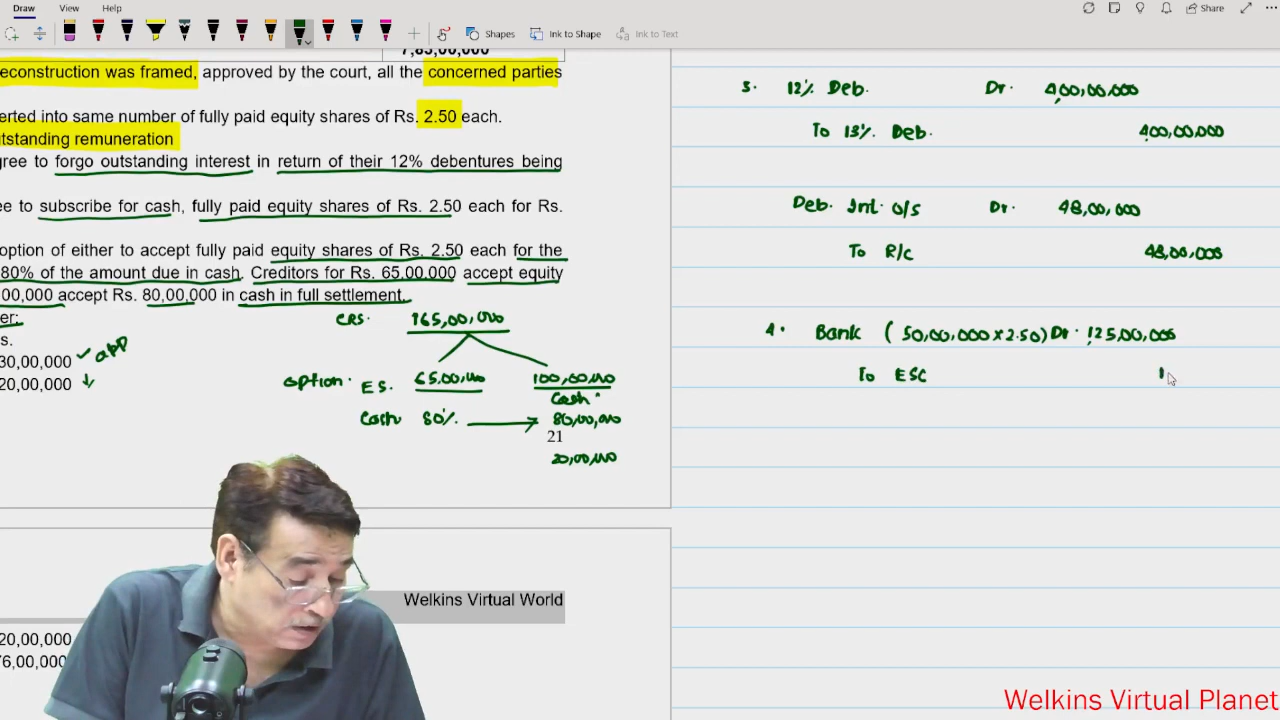 Draw View Help
Share
Shapes Ink to Shape Ink to Text
7,85,00,000
econstruction was framed, approved by the court, all the concerned parties
erted into same number of fully paid equity shares of Rs. 2.50 each.
utstanding remuneration
gree to forgo outstanding interest in return of their 12% debentures being
ee to subscribe for cash, fully paid equity shares of Rs. 2.50 each for Rs.
option of either to accept fully paid equity shares of Rs. 2.50 each for the
80% of the amount due in cash. Creditors for Rs. 65,00,000 accept equity
00,000 accept Rs. 80,00,000 in cash in full settlement.
er:
s.
30,00,000 ✓ app
20,00,000 ↓
CRS. 165,00,000
option. ES. 65,00,000 100,00,000
Cash
Cash 80% → 80,00,000
21
20,00,000
Welkins Virtual World
20,00,000
76,00,000
3. 12% Deb. Dr. 400,00,000
To 13% Deb. 400,00,000
Deb. Int. O/S Dr. 48,00,000
To R/C 48,00,000
4. Bank (50,00,000 x 2.50) Dr. 125,00,000
To ESC 1
Welkins Virtual Planet